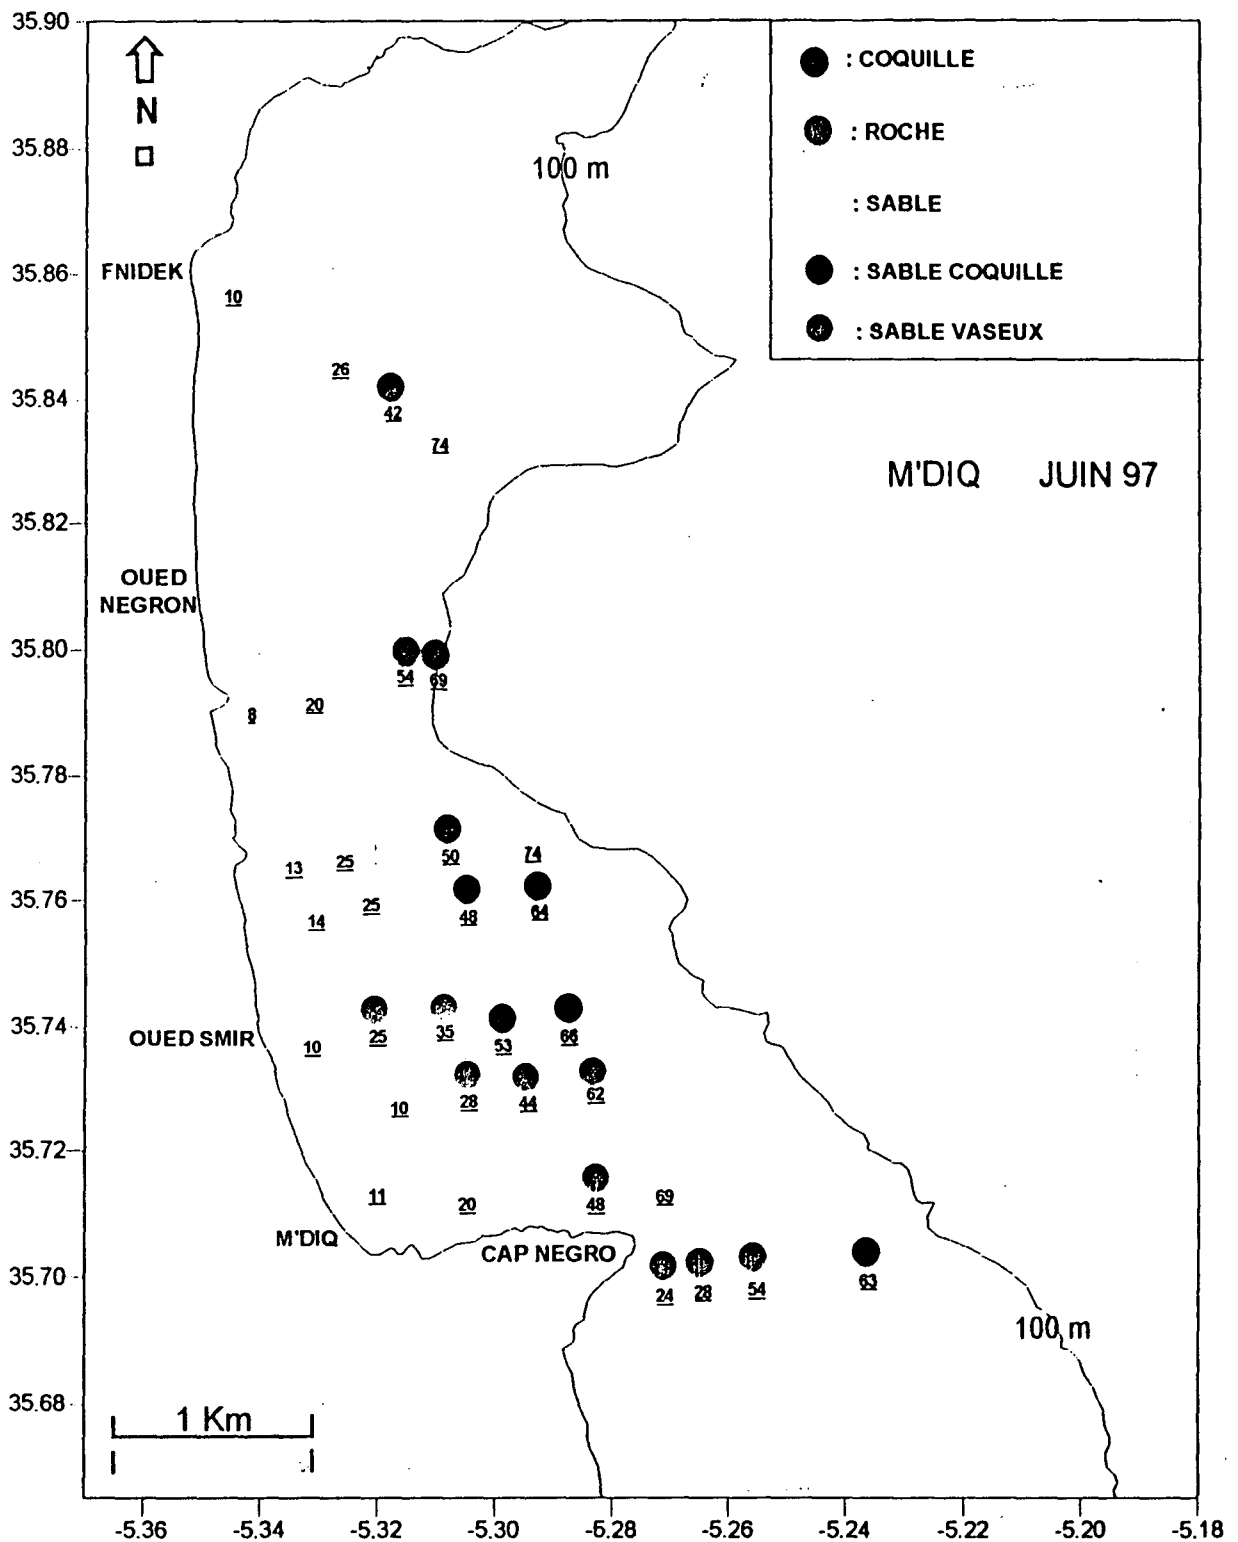 35.90
: COQUILLE
N
: ROCHE
35.88
100 m
: SABLE
35.86
FNIDEK
: SABLE COQUILLE
10
: SABLE VASEUX
26
35.84
42
74
M'DIQ JUIN 97
35.82
OUED
NEGRON
35.80
54
69
20
8
35.78
50
74
13
25
35.76
25
48
64
14
35.74
OUED SMIR
25
35
53
66
10
28
44
62
10
35.72
11
20
48
69
M'DIQ
CAP NEGRO
35.70
24
28
54
63
100 m
35.68
1 Km
-5.36 -5.34 -5.32 -5.30 -5.28 -5.26 -5.24 -5.22 -5.20 -5.18